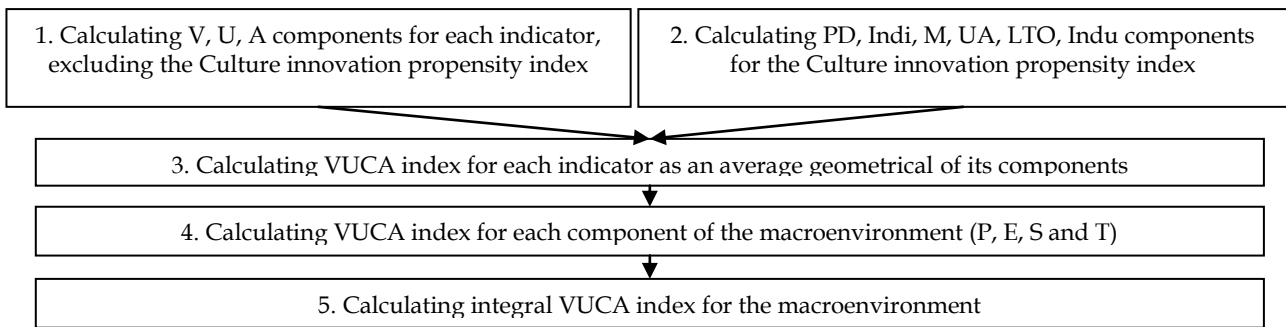 1. Calculating V, U, A components for each indicator,
excluding the Culture innovation propensity index
2. Calculating PD, Indi, M, UA, LTO, Indu components
for the Culture innovation propensity index
3. Calculating VUCA index for each indicator as an average geometrical of its components
4. Calculating VUCA index for each component of the macroenvironment (P, E, S and T)
5. Calculating integral VUCA index for the macroenvironment